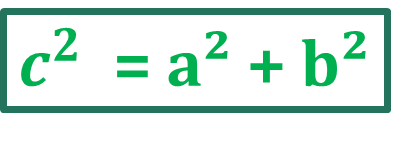 c² = a² + b²